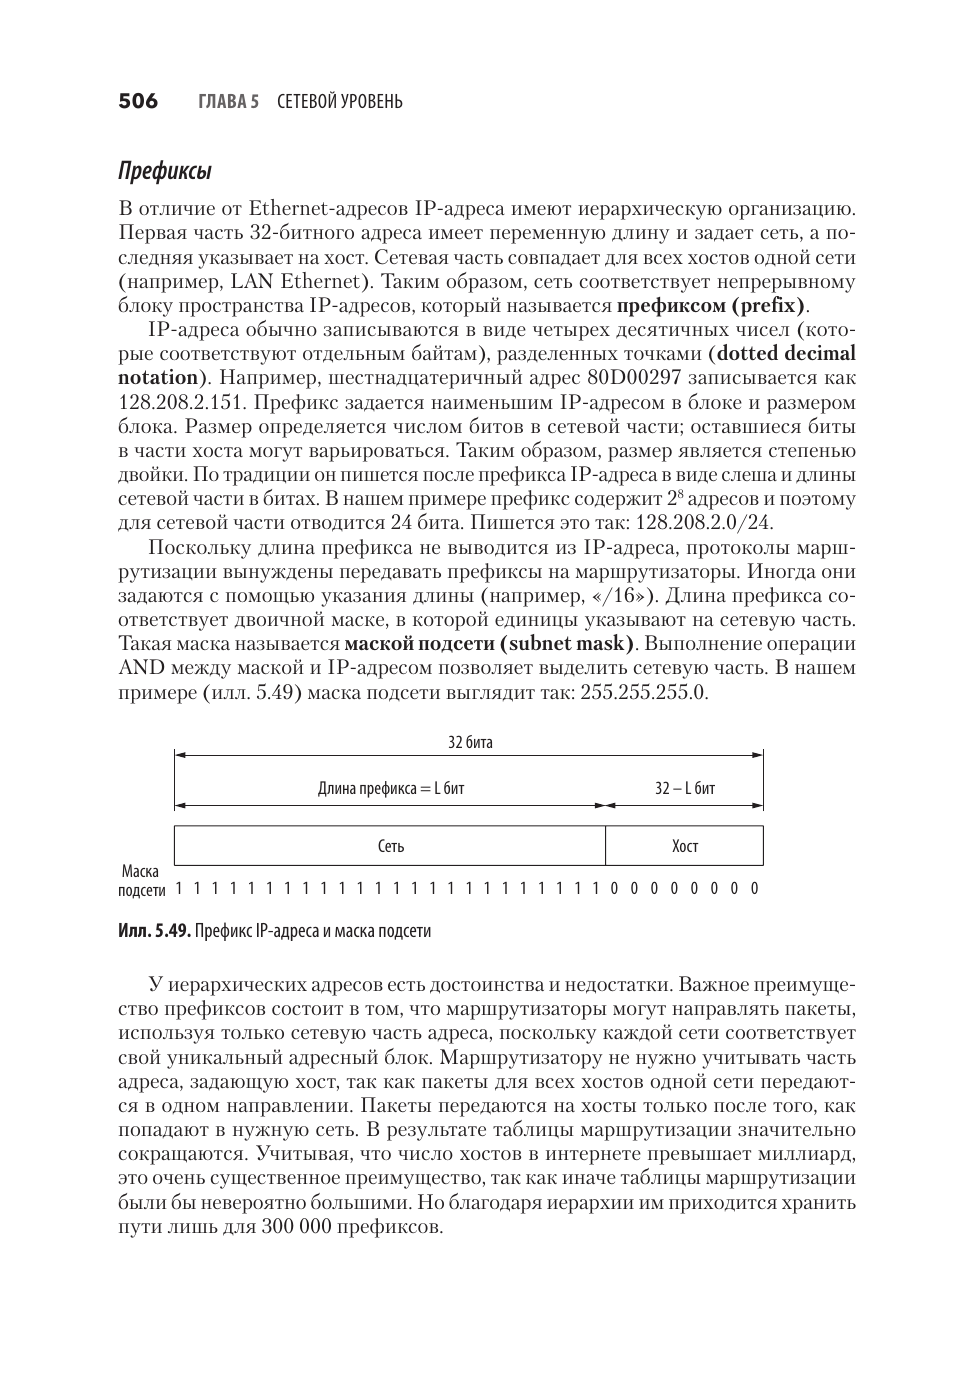 506 ГЛАВА 5 СЕТЕВОЙ УРОВЕНЬ
Префиксы
В отличие от Ethernet-адресов IP-адреса имеют иерархическую организацию.
Первая часть 32-битного адреса имеет переменную длину и задает сеть, а по-
следняя указывает на хост. Сетевая часть совпадает для всех хостов одной сети
(например, LAN Ethernet). Таким образом, сеть соответствует непрерывному
блоку пространства IP-адресов, который называется префиксом (prefix).
IP-адреса обычно записываются в виде четырех десятичных чисел (кото-
рые соответствуют отдельным байтам), разделенных точками (dotted decimal
notation). Например, шестнадцатеричный адрес 80D00297 записывается как
128.208.2.151. Префикс задается наименьшим IP-адресом в блоке и размером
блока. Размер определяется числом битов в сетевой части; оставшиеся биты
в части хоста могут варьироваться. Таким образом, размер является степенью
двойки. По традиции он пишется после префикса IP-адреса в виде слеша и длины
сетевой части в битах. В нашем примере префикс содержит 2⁸ адресов и поэтому
для сетевой части отводится 24 бита. Пишется это так: 128.208.2.0/24.
Поскольку длина префикса не выводится из IP-адреса, протоколы марш-
рутизации вынуждены передавать префиксы на маршрутизаторы. Иногда они
задаются с помощью указания длины (например, «/16»). Длина префикса со-
ответствует двоичной маске, в которой единицы указывают на сетевую часть.
Такая маска называется маской подсети (subnet mask). Выполнение операции
AND между маской и IP-адресом позволяет выделить сетевую часть. В нашем
примере (илл. 5.49) маска подсети выглядит так: 255.255.255.0.
32 бита
Длина префикса = L бит 32 – L бит
Сеть Хост
Маска
подсети 1 1 1 1 1 1 1 1 1 1 1 1 1 1 1 1 1 1 1 1 1 1 1 1 0 0 0 0 0 0 0 0
Илл. 5.49. Префикс IP-адреса и маска подсети
У иерархических адресов есть достоинства и недостатки. Важное преимуще-
ство префиксов состоит в том, что маршрутизаторы могут направлять пакеты,
используя только сетевую часть адреса, поскольку каждой сети соответствует
свой уникальный адресный блок. Маршрутизатору не нужно учитывать часть
адреса, задающую хост, так как пакеты для всех хостов одной сети передают-
ся в одном направлении. Пакеты передаются на хосты только после того, как
попадают в нужную сеть. В результате таблицы маршрутизации значительно
сокращаются. Учитывая, что число хостов в интернете превышает миллиард,
это очень существенное преимущество, так как иначе таблицы маршрутизации
были бы невероятно большими. Но благодаря иерархии им приходится хранить
пути лишь для 300 000 префиксов.